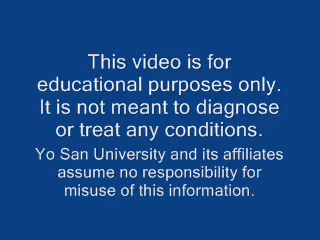 This video is for
educational purposes only.
It is not meant to diagnose
or treat any conditions.
Yo San University and its affiliates
assume no responsibility for
misuse of this information.